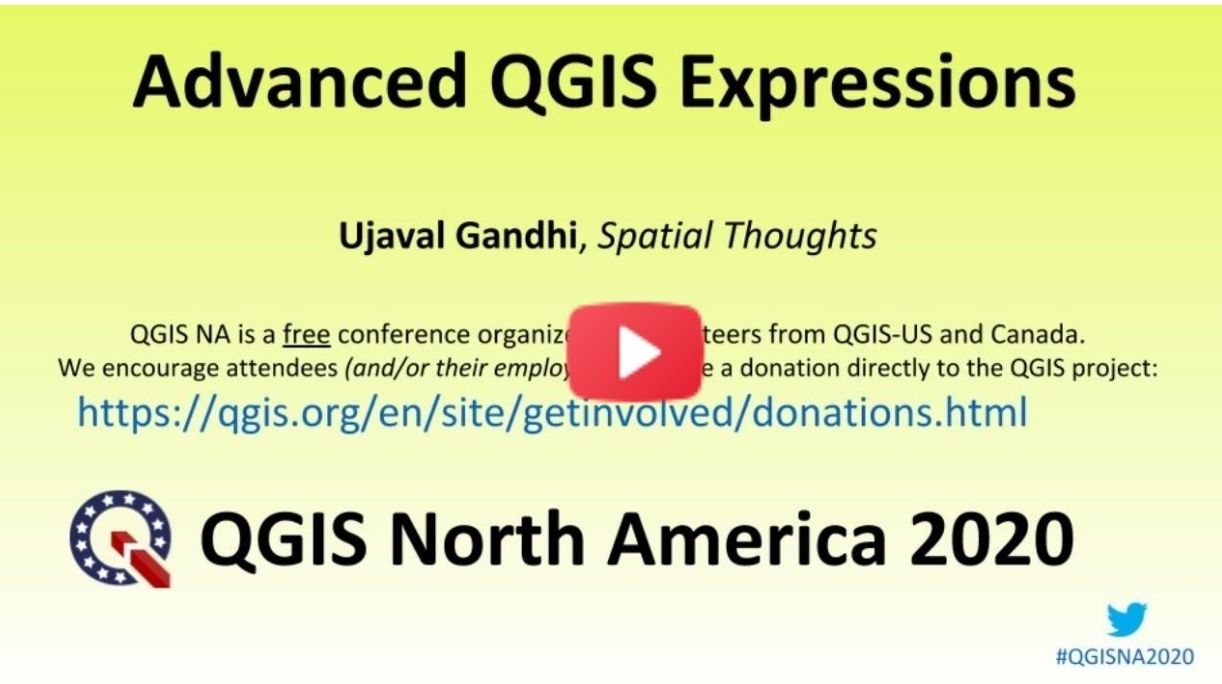 Advanced QGIS Expressions
Ujaval Gandhi, Spatial Thoughts
QGIS NA is a free conference teers from QGIS-US and Canada.
We encourage attendees (and/or their e a donation directly to the QGIS project:
https://qgis.org/en/site/getinvolved/donations.html
QGIS North America 2020
#QGISNA2020